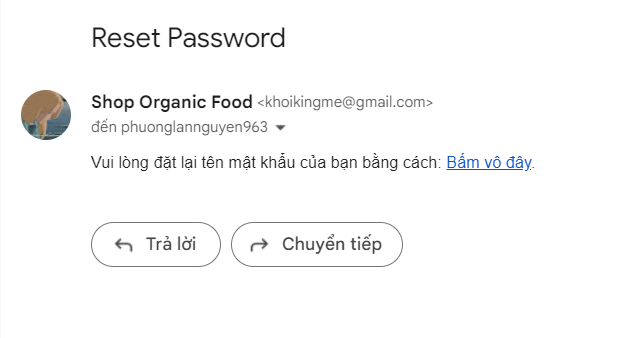 Reset Password
Shop Organic Food <khoikingme@gmail.com>
đến phuonglannguyen963
Vui lòng đặt lại tên mật khẩu của bạn bằng cách: Bấm vô đây.
Trả lời Chuyển tiếp